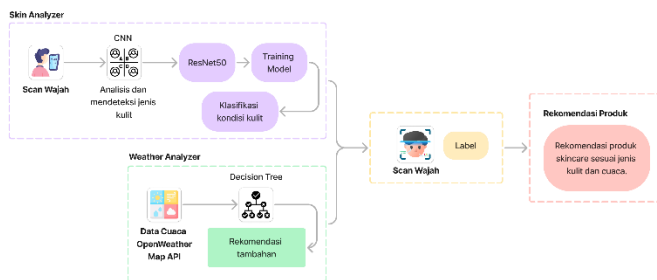 Skin Analyzer
CNN
Scan Wajah
Analisis dan
mendeteksi jenis
kulit
ResNet50
Training
Model
Klasifikasi
kondisi kulit
Weather Analyzer
Decision Tree
Data Cuaca
OpenWeather
Map API
Rekomendasi
tambahan
Scan Wajah
Label
Rekomendasi Produk
Rekomendasi produk
skincare sesuai jenis
kulit dan cuaca.